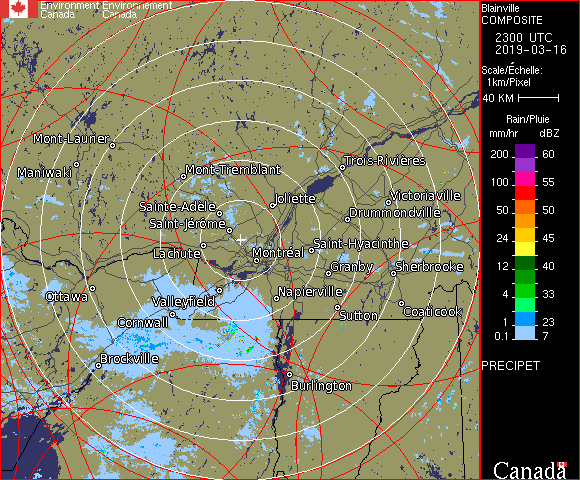 Environment Environnement
Canada Canada
Blainville
COMPOSITE
2300 UTC
2019-03-16
Scale/Échelle:
1km/Pixel
40 KM
Rain/Pluie
mm/hr dBZ
200 60
100 55
50 50
24 45
12 40
4 33
1 23
0.1 7
PRECIPET
Canada
Mont-Laurier
Maniwaki
Mont-Tremblant
Trois-Rivières
Sainte-Adèle
Joliette
Victoriaville
Drummondville
Saint-Jérôme
Lachute
Montréal
Saint-Hyacinthe
Granby
Sherbrooke
Ottawa
Valleyfield
Napierville
Cornwall
Sutton
Coaticook
Brockville
Burlington